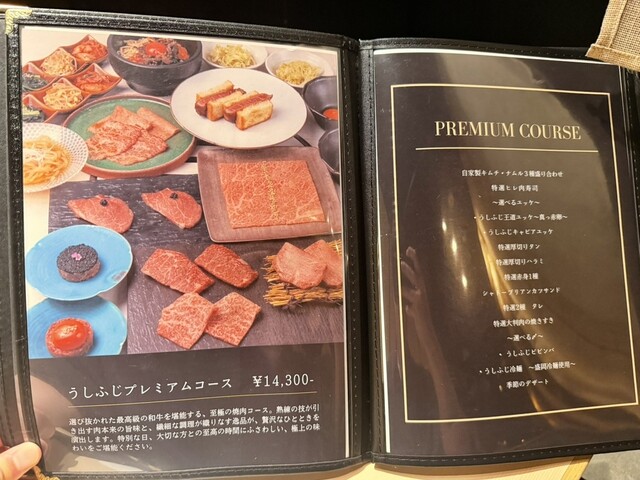 うしふじプレミアムコース ¥14,300-
選び抜かれた最高級の和牛を堪能する、至極の焼肉コース。熟練の技が引
き出す肉本来の旨味と、繊細な調理が織りなす逸品が、贅沢なひとときを
演出します。特別な日、大切な方との至高の時間にふさわしい、極上の味
わいをご堪能ください。
PREMIUM COURSE
自家製キムチ・ナムル3種盛り合わせ
特選ヒレ肉寿司
〜選べるユッケ〜
・うしふじ王道ユッケ〜真っ赤卵〜
・うしふじキャビアユッケ
特選厚切りタン
特選厚切りハラミ
特選赤身1種
シャトーブリアンカツサンド
特選2種 タレ
特選大判肉の焼きすき
〜選べる〆〜
・うしふじビビンバ
・うしふじ冷麺 〜盛岡冷麺使用〜
季節のデザート